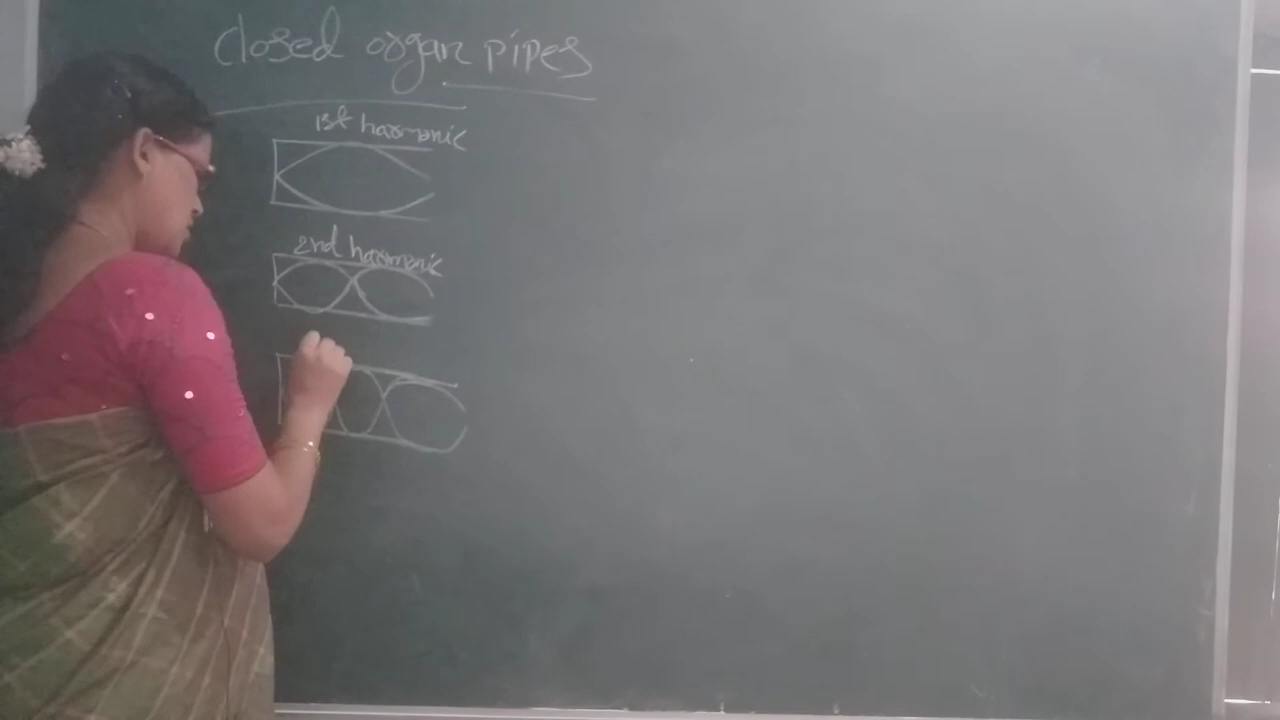 closed organ pipes
1st harmonic
2nd harmonic